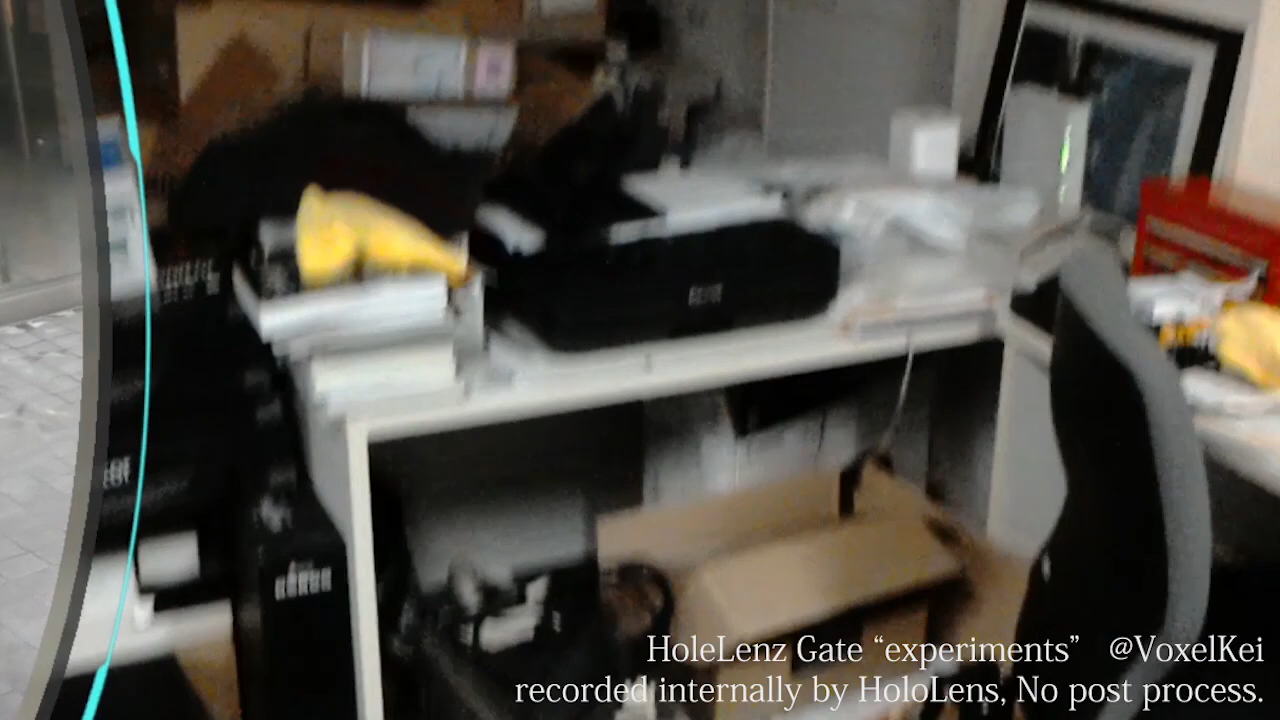 HoleLenz Gate “experiments” @VoxelKei
recorded internally by HoloLens, No post process.